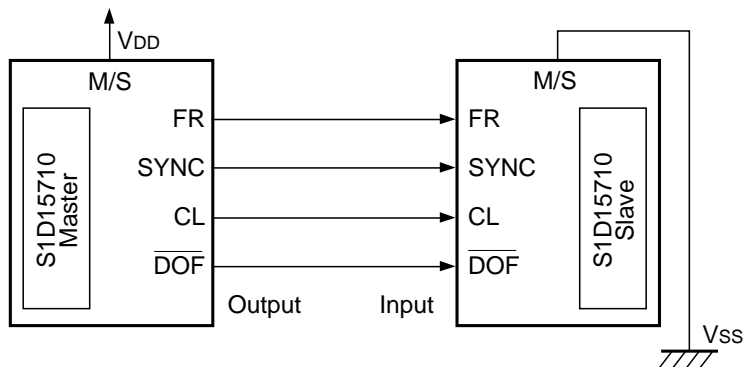 VDD
M/S
S1D15710
Master
FR
SYNC
CL
DOF
Output
Input
M/S
FR
SYNC
CL
DOF
S1D15710
Slave
VSS